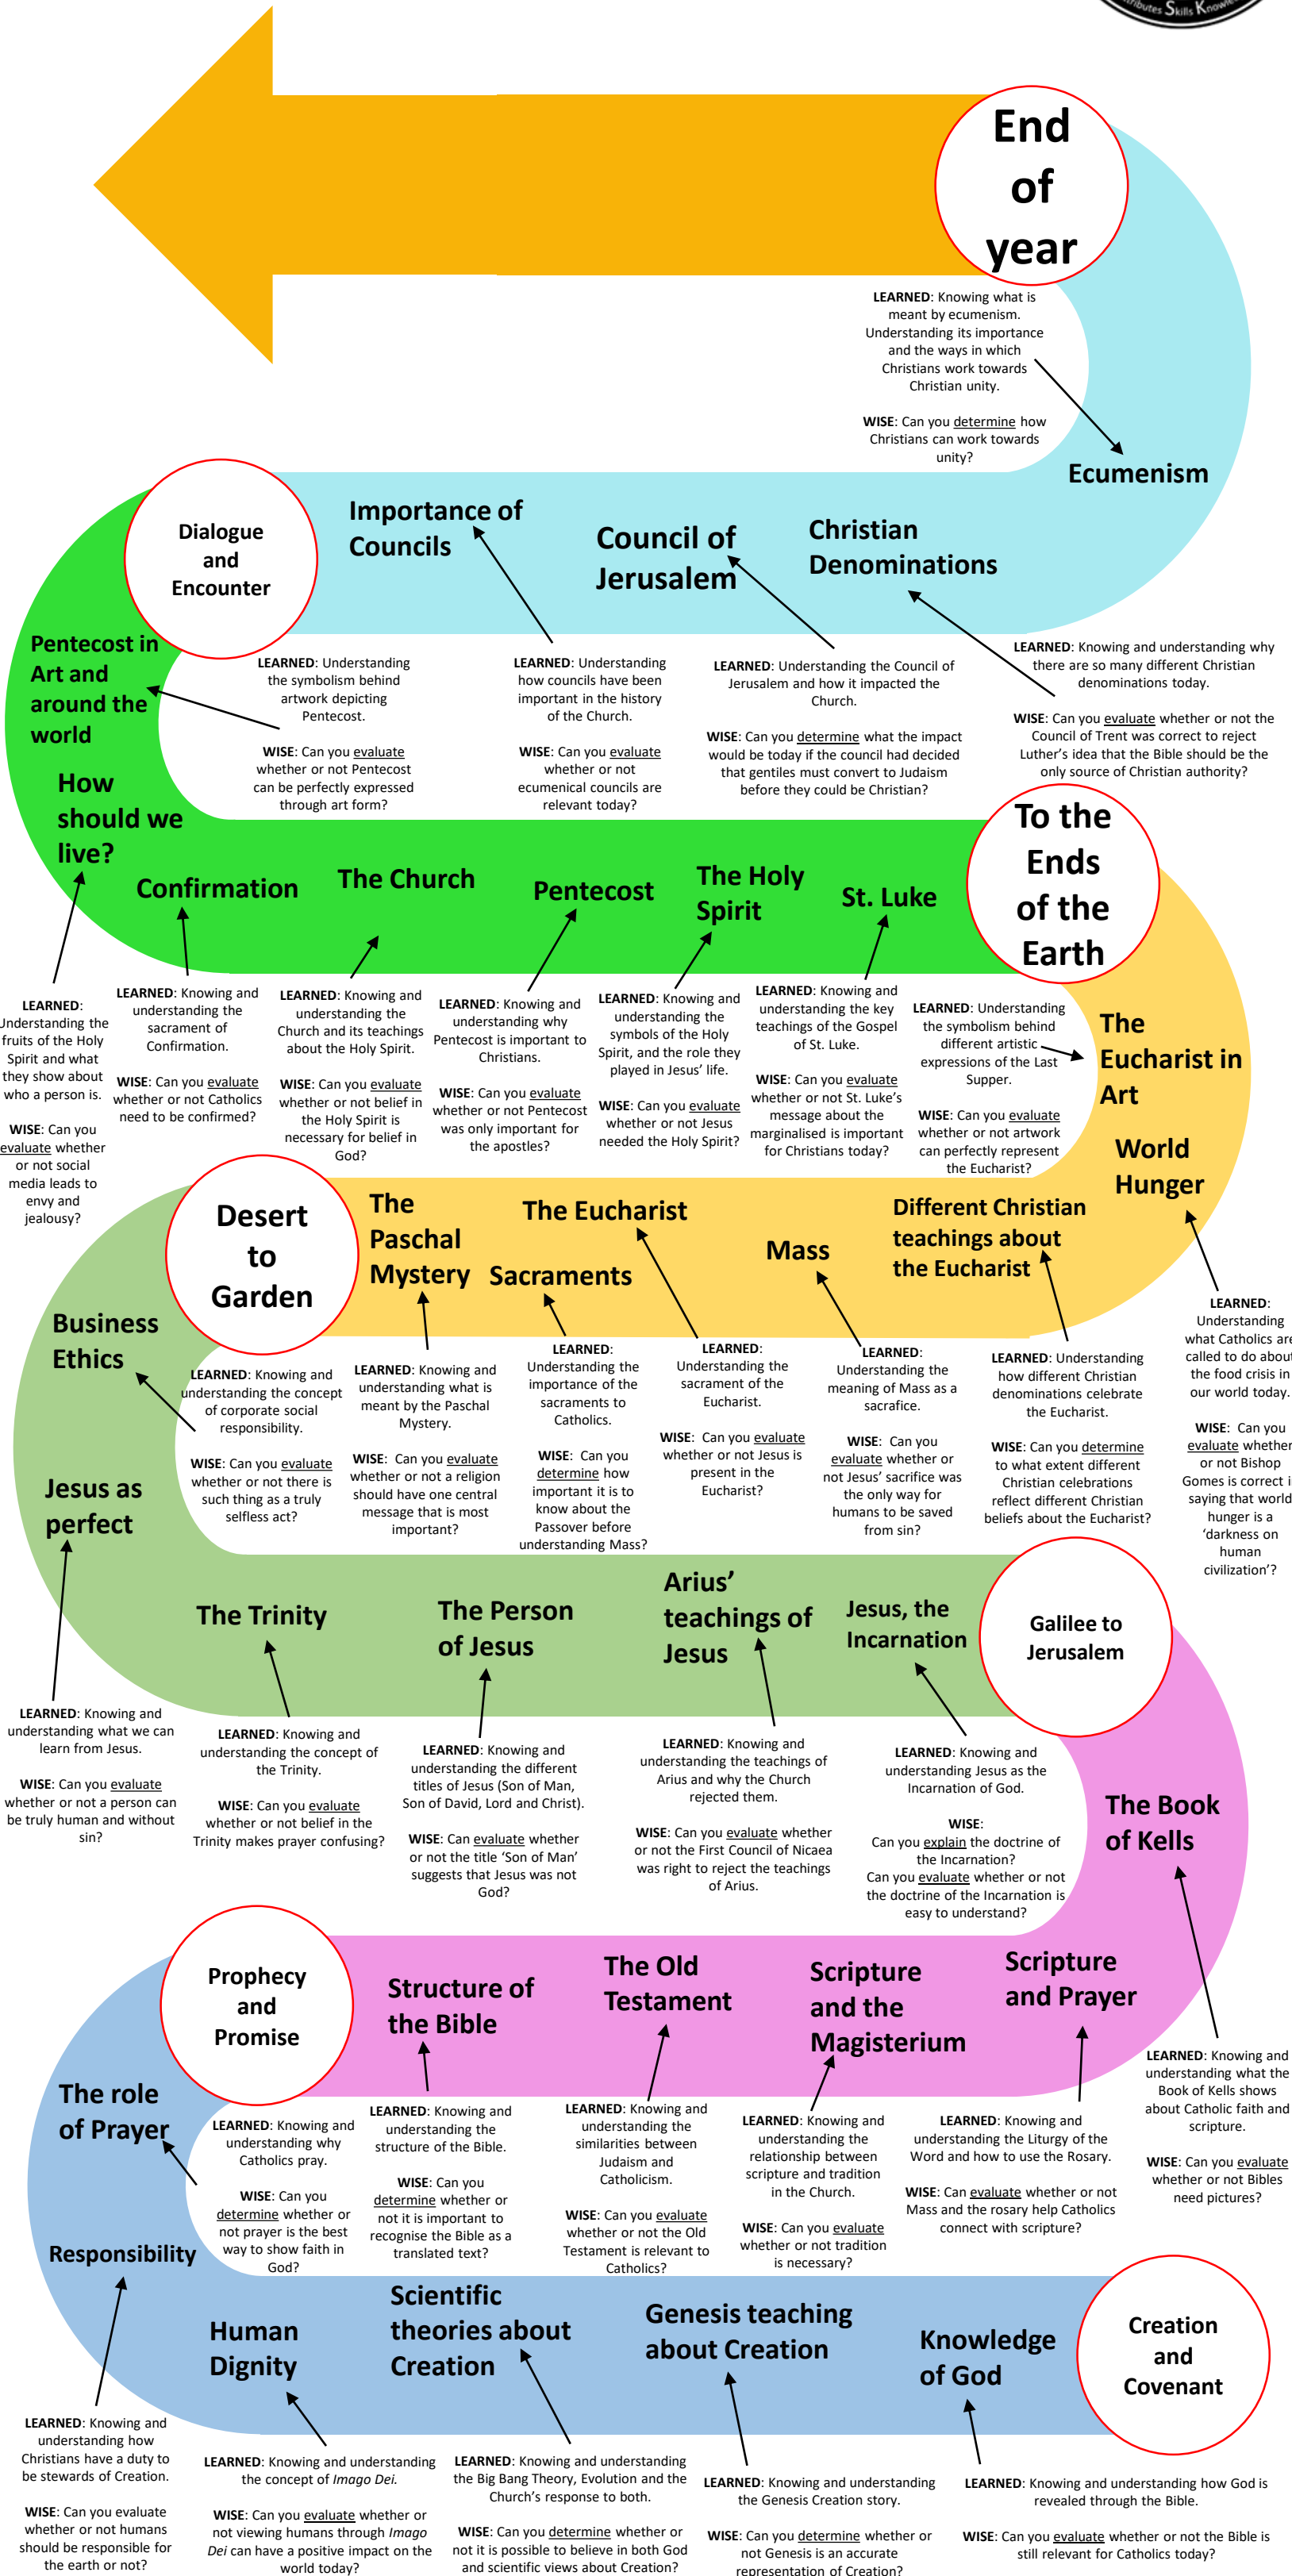 Attributes Skills Knowledge
End
of
year
LEARNED: Knowing what is
meant by ecumenism.
Understanding its importance
and the ways in which
Christians work towards
Christian unity.
WISE: Can you determine how
Christians can work towards
unity?
Ecumenism
Dialogue
and
Encounter
Importance of
Councils
Council of
Jerusalem
Christian
Denominations
Pentecost in
Art and
around the
world
LEARNED: Understanding
the symbolism behind
artwork depicting
Pentecost.
WISE: Can you evaluate
whether or not Pentecost
can be perfectly expressed
through art form?
LEARNED: Understanding
how councils have been
important in the history
of the Church.
WISE: Can you evaluate
whether or not
ecumenical councils are
relevant today?
LEARNED: Understanding the Council of
Jerusalem and how it impacted the
Church.
WISE: Can you determine what the impact
would be today if the council had decided
that gentiles must convert to Judaism
before they could be Christian?
LEARNED: Knowing and understanding why
there are so many different Christian
denominations today.
WISE: Can you evaluate whether or not the
Council of Trent was correct to reject
Luther's idea that the Bible should be the
only source of Christian authority?
How
should we
live?
Confirmation
The Church
Pentecost
The Holy
Spirit
St. Luke
To the
Ends
of the
Earth
LEARNED:
Understanding the
fruits of the Holy
Spirit and what
they show about
who a person is.
WISE: Can you
evaluate whether
or not social
media leads to
envy and
jealousy?
LEARNED: Knowing and
understanding the
sacrament of
Confirmation.
WISE: Can you evaluate
whether or not Catholics
need to be confirmed?
LEARNED: Knowing and
understanding the
Church and its teachings
about the Holy Spirit.
WISE: Can you evaluate
whether or not belief in
the Holy Spirit is
necessary for belief in
God?
LEARNED: Knowing and
understanding why
Pentecost is important to
Christians.
WISE: Can you evaluate
whether or not Pentecost
was only important for
the apostles?
LEARNED: Knowing and
understanding the
symbols of the Holy
Spirit, and the role they
played in Jesus' life.
WISE: Can you evaluate
whether or not Jesus
needed the Holy Spirit?
LEARNED: Knowing and
understanding the key
teachings of the Gospel
of St. Luke.
WISE: Can you evaluate
whether or not St. Luke's
message about the
marginalised is important
for Christians today?
LEARNED: Understanding
the symbolism behind
different artistic
expressions of the Last
Supper.
WISE: Can you evaluate
whether or not artwork
can perfectly represent
the Eucharist?
The
Eucharist in
Art
World
Hunger
Desert
to
Garden
The
Paschal
Mystery
Sacraments
The Eucharist
Mass
Different Christian
teachings about
the Eucharist
Business
Ethics
LEARNED: Knowing and
understanding the concept
of corporate social
responsibility.
WISE: Can you evaluate
whether or not there is
such thing as a truly
selfless act?
LEARNED: Knowing and
understanding what is
meant by the Paschal
Mystery.
WISE: Can you evaluate
whether or not a religion
should have one central
message that is most
important?
LEARNED:
Understanding the
importance of the
sacraments to
Catholics.
WISE: Can you
determine how
important it is to
know about the
Passover before
understanding Mass?
LEARNED:
Understanding the
sacrament of the
Eucharist.
WISE: Can you evaluate
whether or not Jesus is
present in the
Eucharist?
LEARNED:
Understanding the
meaning of Mass as a
sacrifice.
WISE: Can you
evaluate whether or
not Jesus' sacrifice was
the only way for
humans to be saved
from sin?
LEARNED: Understanding
how different Christian
denominations celebrate
the Eucharist.
WISE: Can you determine
to what extent different
Christian celebrations
reflect different Christian
beliefs about the Eucharist?
LEARNED:
Understanding
what Catholics are
called to do about
the food crisis in
our world today.
WISE: Can you
evaluate whether
or not Bishop
Gomes is correct i
saying that world
hunger is a
'darkness on
human
civilization'?
Jesus as
perfect
The Trinity
The Person
of Jesus
Arius'
teachings of
Jesus
Jesus, the
Incarnation
Galilee to
Jerusalem
LEARNED: Knowing and
understanding what we can
learn from Jesus.
WISE: Can you evaluate
whether or not a person can
be truly human and without
sin?
LEARNED: Knowing and
understanding the concept of
the Trinity.
WISE: Can you evaluate
whether or not belief in the
Trinity makes prayer confusing?
LEARNED: Knowing and
understanding the different
titles of Jesus (Son of Man,
Son of David, Lord and Christ).
WISE: Can evaluate whether
or not the title 'Son of Man'
suggests that Jesus was not
God?
LEARNED: Knowing and
understanding the teachings of
Arius and why the Church
rejected them.
WISE: Can you evaluate whether
or not the First Council of Nicaea
was right to reject the teachings
of Arius.
LEARNED: Knowing and
understanding Jesus as the
Incarnation of God.
WISE:
Can you explain the doctrine of
the Incarnation?
Can you evaluate whether or not
the doctrine of the Incarnation is
easy to understand?
The Book
of Kells
Prophecy
and
Promise
Structure of
the Bible
The Old
Testament
Scripture
and the
Magisterium
Scripture
and Prayer
The role
of Prayer
LEARNED: Knowing and
understanding why
Catholics pray.
WISE: Can you
determine whether or
not prayer is the best
way to show faith in
God?
LEARNED: Knowing and
understanding the
structure of the Bible.
WISE: Can you
determine whether or
not it is important to
recognise the Bible as a
translated text?
LEARNED: Knowing and
understanding the
similarities between
Judaism and
Catholicism.
WISE: Can you evaluate
whether or not the Old
Testament is relevant to
Catholics?
LEARNED: Knowing and
understanding the
relationship between
scripture and tradition
in the Church.
WISE: Can you evaluate
whether or not tradition
is necessary?
LEARNED: Knowing and
understanding the Liturgy of the
Word and how to use the Rosary.
WISE: Can evaluate whether or not
Mass and the rosary help Catholics
connect with scripture?
LEARNED: Knowing and
understanding what the
Book of Kells shows
about Catholic faith and
scripture.
WISE: Can you evaluate
whether or not Bibles
need pictures?
Responsibility
Human
Dignity
Scientific
theories about
Creation
Genesis teaching
about Creation
Knowledge
of God
Creation
and
Covenant
LEARNED: Knowing and
understanding how
Christians have a duty to
be stewards of Creation.
WISE: Can you evaluate
whether or not humans
should be responsible for
the earth or not?
LEARNED: Knowing and understanding
the concept of Imago Dei.
WISE: Can you evaluate whether or
not viewing humans through Imago
Dei can have a positive impact on the
world today?
LEARNED: Knowing and understanding
the Big Bang Theory, Evolution and the
Church's response to both.
WISE: Can you determine whether or
not it is possible to believe in both God
and scientific views about Creation?
LEARNED: Knowing and understanding
the Genesis Creation story.
WISE: Can you determine whether or
not Genesis is an accurate
representation of Creation?
LEARNED: Knowing and understanding how God is
revealed through the Bible.
WISE: Can you evaluate whether or not the Bible is
still relevant for Catholics today?